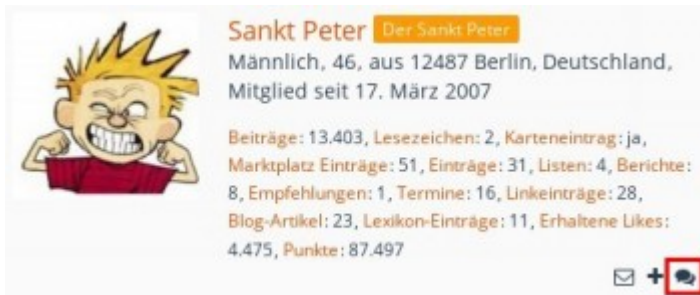 Sankt Peter Der Sankt Peter
Männlich, 46, aus 12487 Berlin, Deutschland,
Mitglied seit 17. März 2007
Beiträge: 13.403, Lesezeichen: 2, Karteneintrag: ja,
Marktplatz Einträge: 51, Einträge: 31, Listen: 4, Berichte:
8, Empfehlungen: 1, Termine: 16, Linkeinträge: 28,
Blog-Artikel: 23, Lexikon-Einträge: 11, Erhaltene Likes:
4.475, Punkte: 87.497